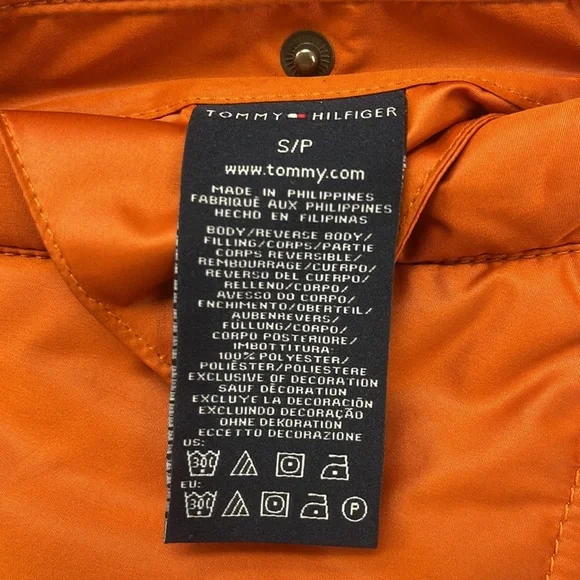 TOMMY HILFIGER
S/P
www.tommy.com
MADE IN PHILIPPINES
FABRIQUÉ AUX PHILIPPINES
HECHO EN FILIPINAS
BODY/REVERSE BODY/
FILLING/CORPS/PARTIE
CORPS REVERSIBLE/
REMBOURRAGE/CUERPO/
REVERSO DEL CUERPO/
RELLENO/CORPO/
AVESSO DO CORPO/
ENCHIMENTO/OBERTEIL/
AUBENREVERS/
FÜLLUNG/CORPO/
CORPO POSTERIORE/
IMBOTTITURA:
100% POLYESTER/
POLIÈSTER/POLIESTERE
EXCLUSIVE OF DECORATION
SAUF DÉCORATION
EXCLUYE LA DECORACIÓN
EXCLUINDO DECORAÇÃO
OHNE DEKORATION
ECCETTO DECORAZIONE
US:
30C
EU:
30C P